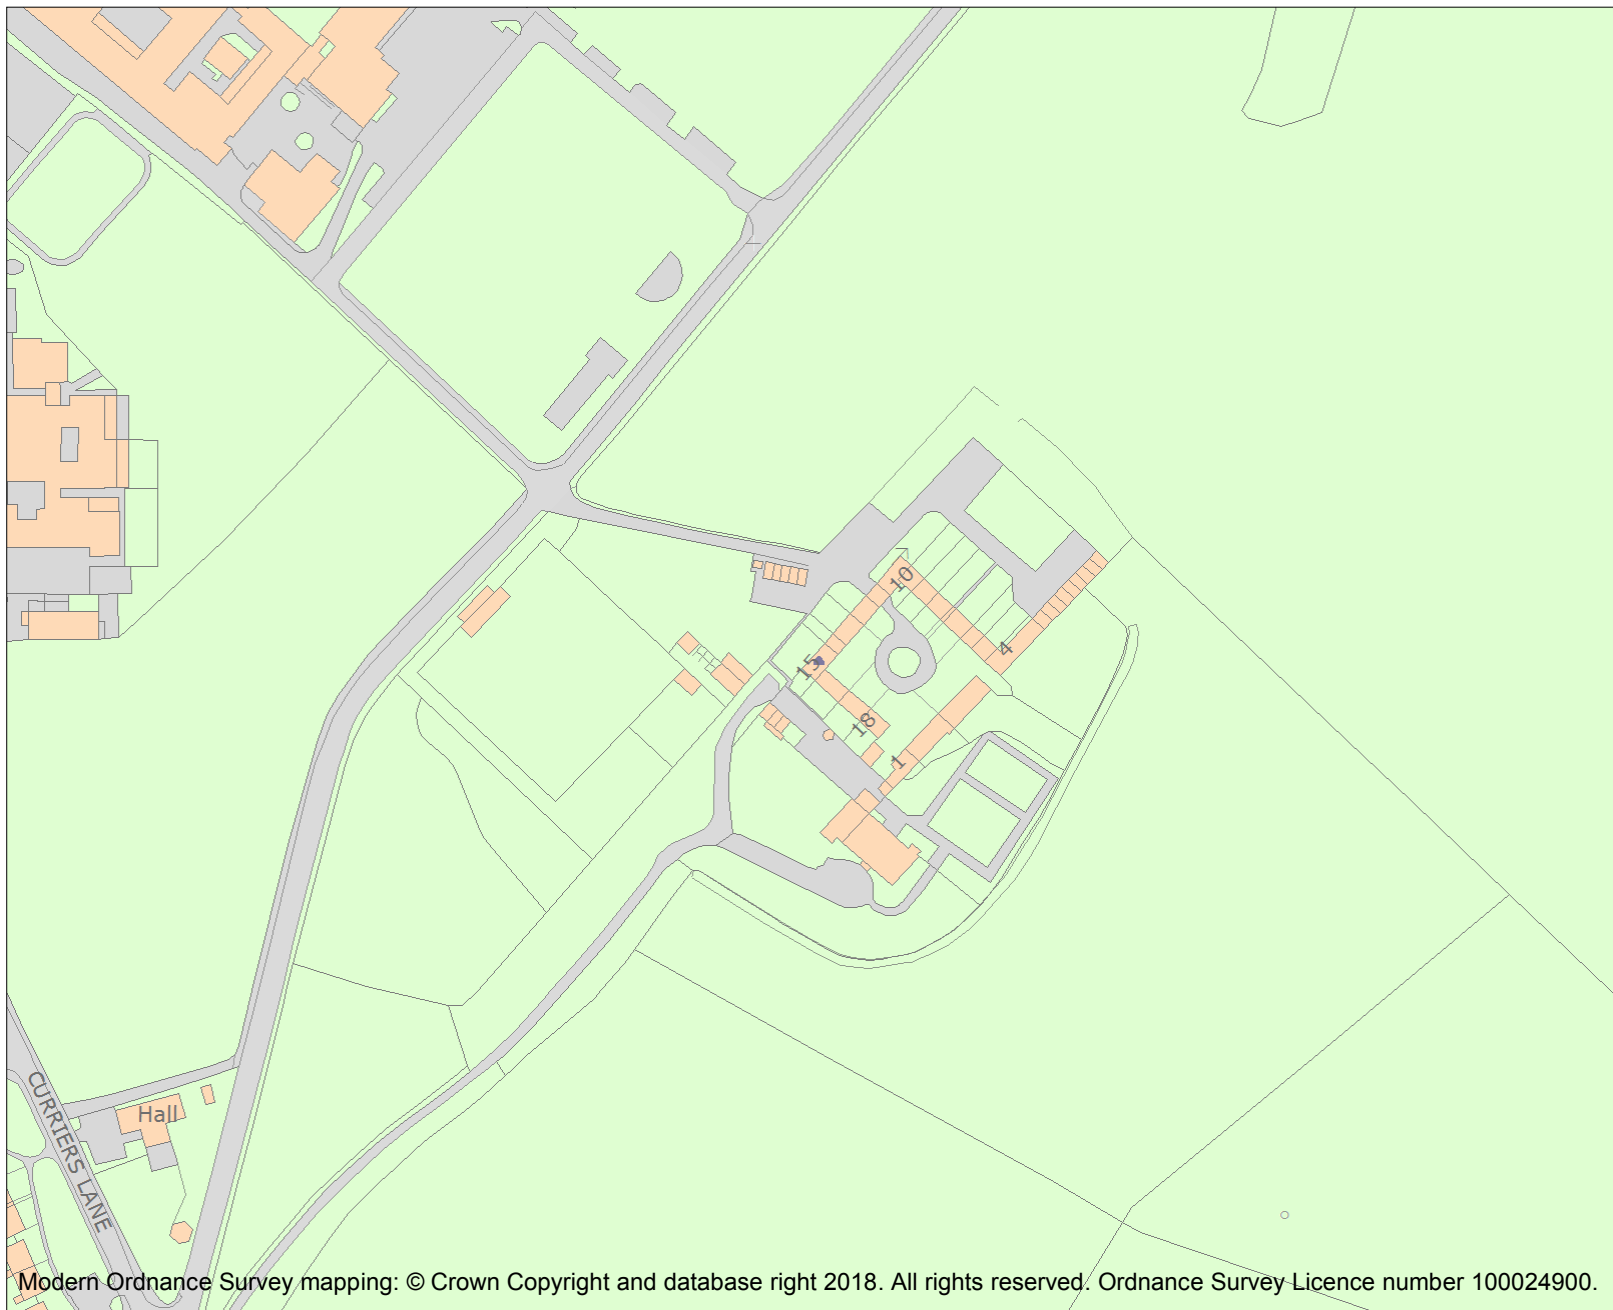 10
4
15
18
1
CURRIERS LANE
Hall
Modern Ordnance Survey mapping: © Crown Copyright and database right 2018. All rights reserved. Ordnance Survey Licence number 100024900.